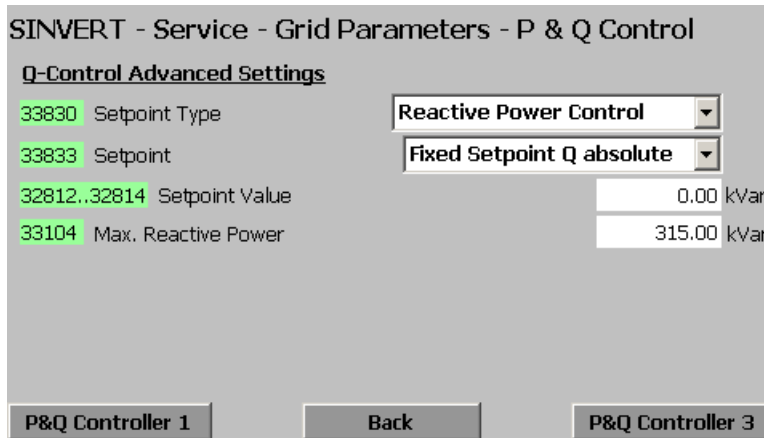 SINVERT - Service - Grid Parameters - P & Q Control
Q-Control Advanced Settings
33830 Setpoint Type Reactive Power Control
33833 Setpoint Fixed Setpoint Q absolute
32812..32814 Setpoint Value 0.00 kVar
33104 Max. Reactive Power 315.00 kVar
P&Q Controller 1 Back P&Q Controller 3